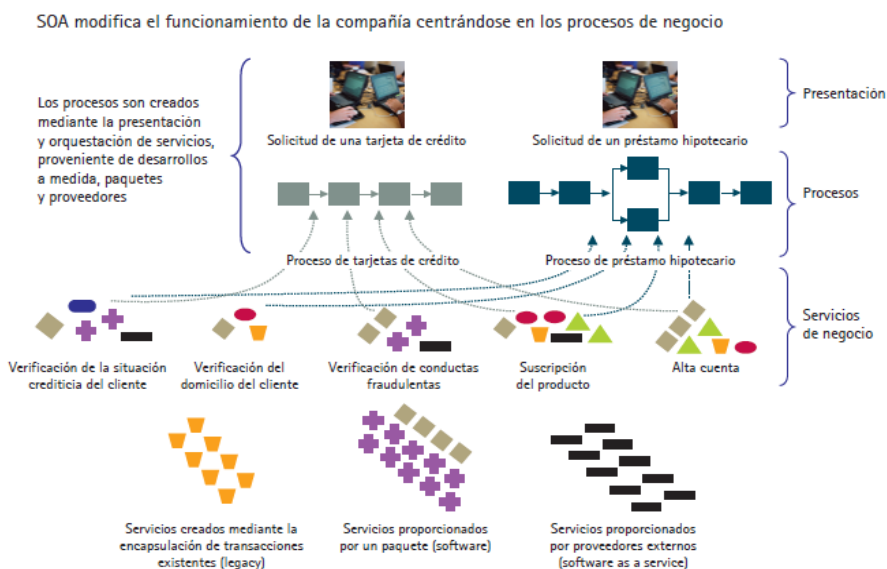 SOA modifica el funcionamiento de la compañía centrándose en los procesos de negocio
Los procesos son creados
mediante la presentación
y orquestación de servicios,
proveniente de desarrollos
a medida, paquetes
y proveedores
Solicitud de una tarjeta de crédito
Solicitud de un préstamo hipotecario
Presentación
Procesos
Proceso de tarjetas de crédito
Proceso de préstamo hipotecario
Servicios
de negocio
Verificación de la situación
crediticia del cliente
Verificación del
domicilio del cliente
Verificación de conductas
fraudulentas
Suscripción
del producto
Alta cuenta
Servicios creados mediante la
encapsulación de transacciones
existentes (legacy)
Servicios proporcionados
por un paquete (software)
Servicios proporcionados
por proveedores externos
(software as a service)